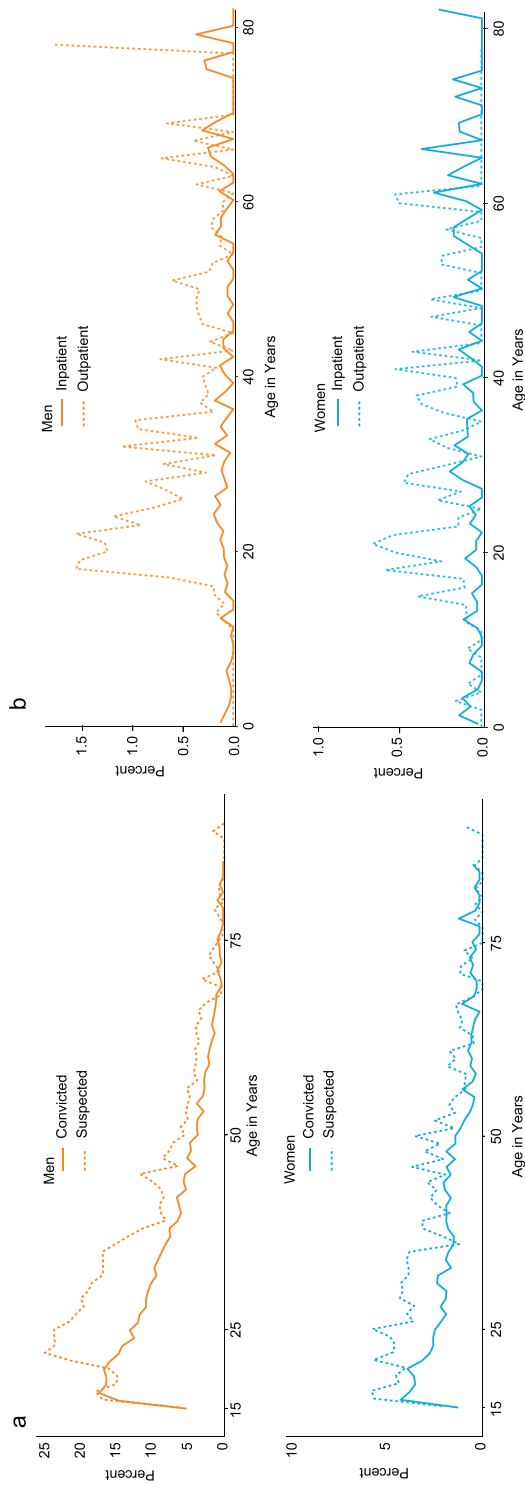 a
Men
Convicted
Suspected
Percent
25
20
15
10
5
0
15
25
50
75
Age in Years
Women
Convicted
Suspected
Percent
10
5
0
15
25
50
75
Age in Years
b
Men
Inpatient
Outpatient
Percent
1.5
1.0
0.5
0.0
0
20
40
60
80
Age in Years
Women
Inpatient
Outpatient
Percent
1.0
0.5
0.0
0
20
40
60
80
Age in Years